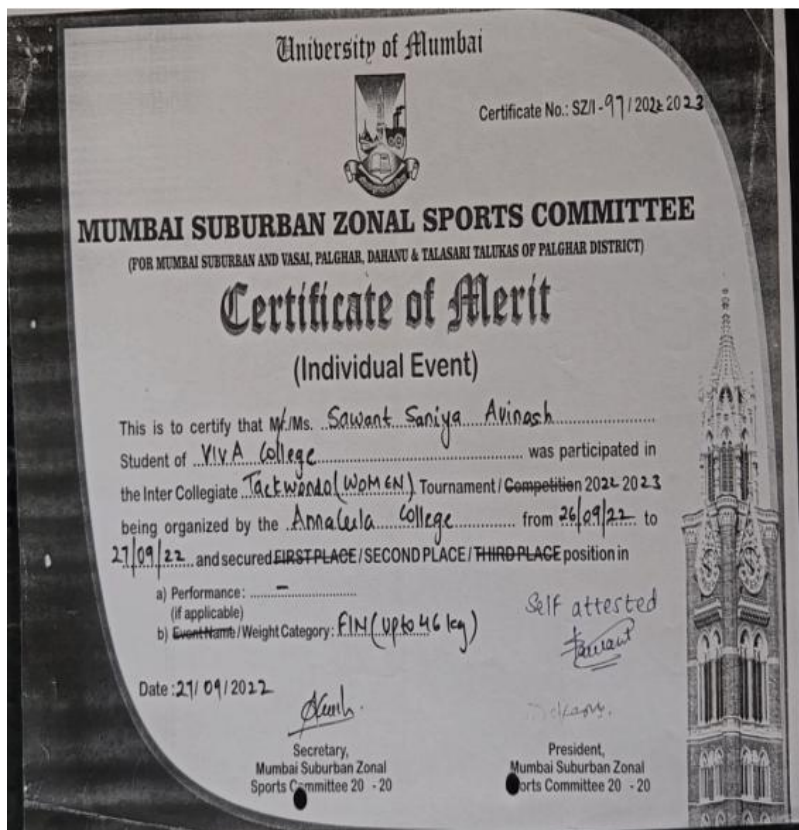 University of Mumbai
Certificate No.: SZ/I -97/2022 2023
MUMBAI SUBURBAN ZONAL SPORTS COMMITTEE
(FOR MUMBAI SUBURBAN AND VASAI, PALGHAR, DAHANU & TALASARI TALUKAS OF PALGHAR DISTRICT)
Certificate of Merit
(Individual Event)
This is to certify that Mr./Ms. Sawant Saniya Avinash
Student of VIVA College was participated in
the Inter Collegiate Taekwondo (WOMEN) Tournament / Competition 2022 2023
being organized by the College from 26/09/22 to
27/09/22 and secured FIRST PLACE / SECOND PLACE / THIRD PLACE position in
a) Performance: -
(if applicable)
b) Event Name / Weight Category: FIN (Upto 46 kg)
Self attested
Date : 27/09/2022
Secretary,
Mumbai Suburban Zonal
Sports Committee 20 - 20
President,
Mumbai Suburban Zonal
Sports Committee 20 - 20